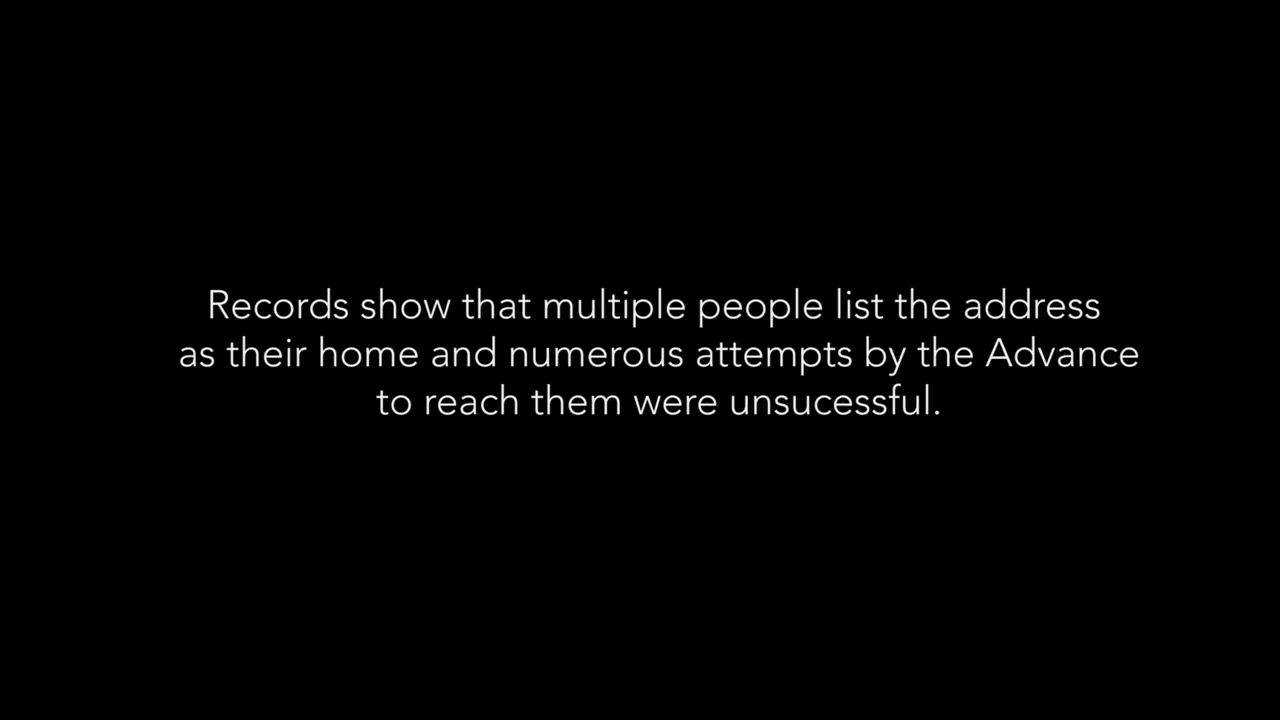 Records show that multiple people list the address
as their home and numerous attempts by the Advance
to reach them were unsucessful.